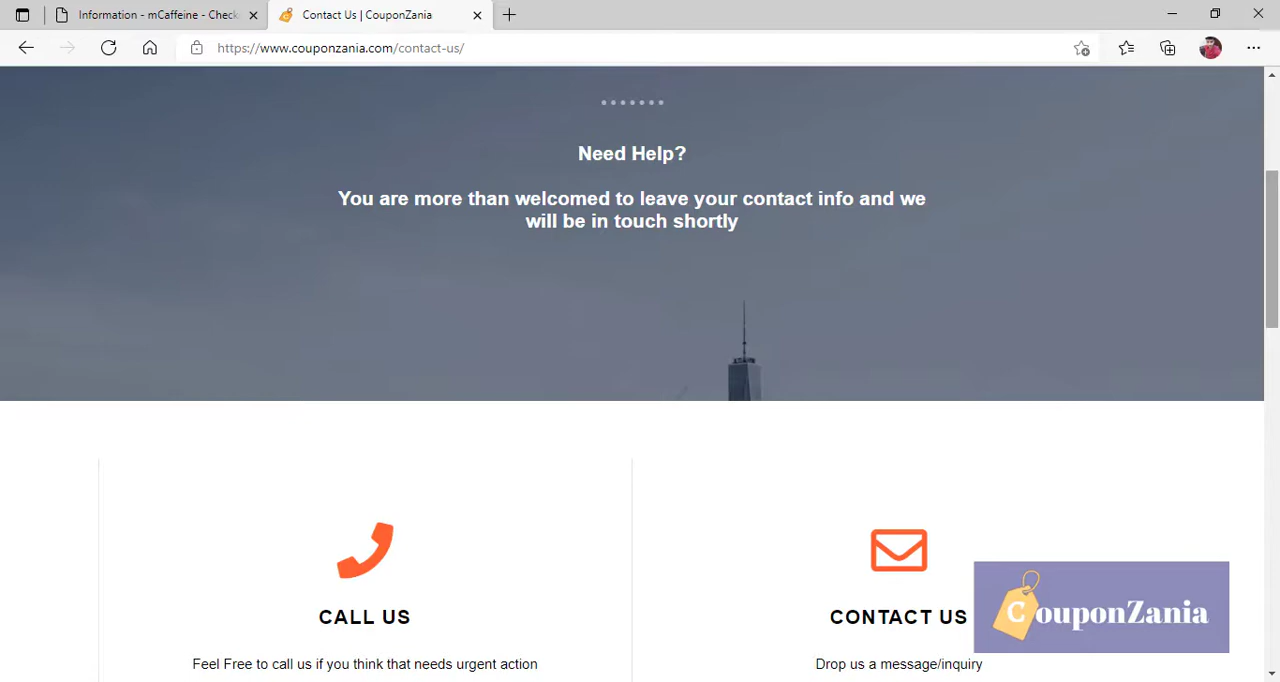 Information - mCaffeine - Check
Contact Us | CouponZania
https://www.couponzania.com/contact-us/
Need Help?
You are more than welcomed to leave your contact info and we
will be in touch shortly
CALL US
Feel Free to call us if you think that needs urgent action
CONTACT US
Drop us a message/inquiry
CouponZania